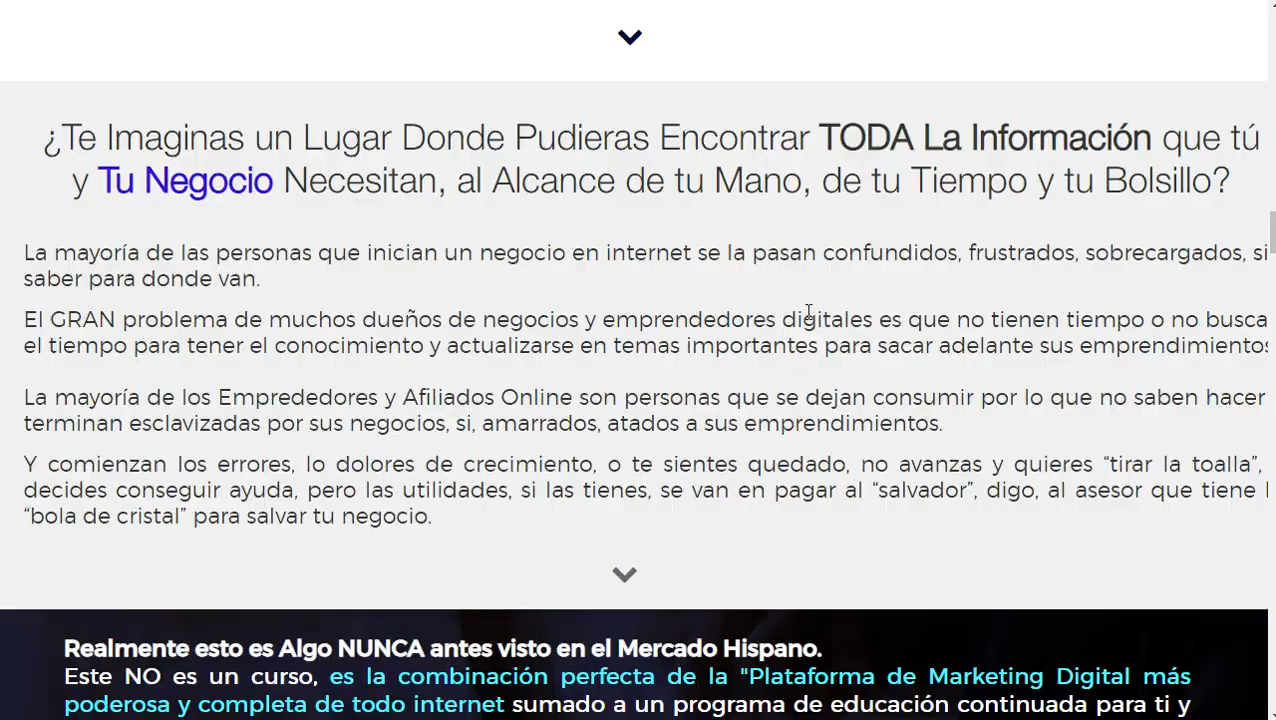 ¿Te Imaginas un Lugar Donde Pudieras Encontrar TODA La Información que tú
y Tu Negocio Necesitan, al Alcance de tu Mano, de tu Tiempo y tu Bolsillo?
La mayoría de las personas que inician un negocio en internet se la pasan confundidos, frustrados, sobrecargados, si
saber para donde van.
El GRAN problema de muchos dueños de negocios y emprendedores digitales es que no tienen tiempo o no busca
el tiempo para tener el conocimiento y actualizarse en temas importantes para sacar adelante sus emprendimientos
La mayoría de los Emprededores y Afiliados Online son personas que se dejan consumir por lo que no saben hacer
terminan esclavizadas por sus negocios, si, amarrados, atados a sus emprendimientos.
Y comienzan los errores, lo dolores de crecimiento, o te sientes quedado, no avanzas y quieres “tirar la toalla”,
decides conseguir ayuda, pero las utilidades, si las tienes, se van en pagar al “salvador”, digo, al asesor que tiene
“bola de cristal” para salvar tu negocio.
Realmente esto es Algo NUNCA antes visto en el Mercado Hispano.
Este NO es un curso, es la combinación perfecta de la "Plataforma de Marketing Digital más
poderosa y completa de todo internet sumado a un programa de educación continuada para ti y